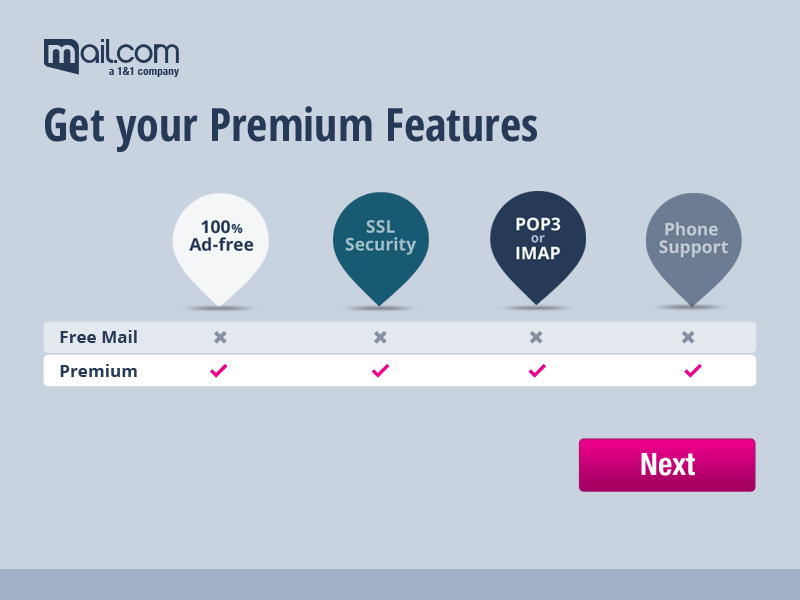 mail.com
a 1&1 company
Get your Premium Features
100%
Ad-free
SSL
Security
POP3
or
IMAP
Phone
Support
Free Mail
Premium
Next